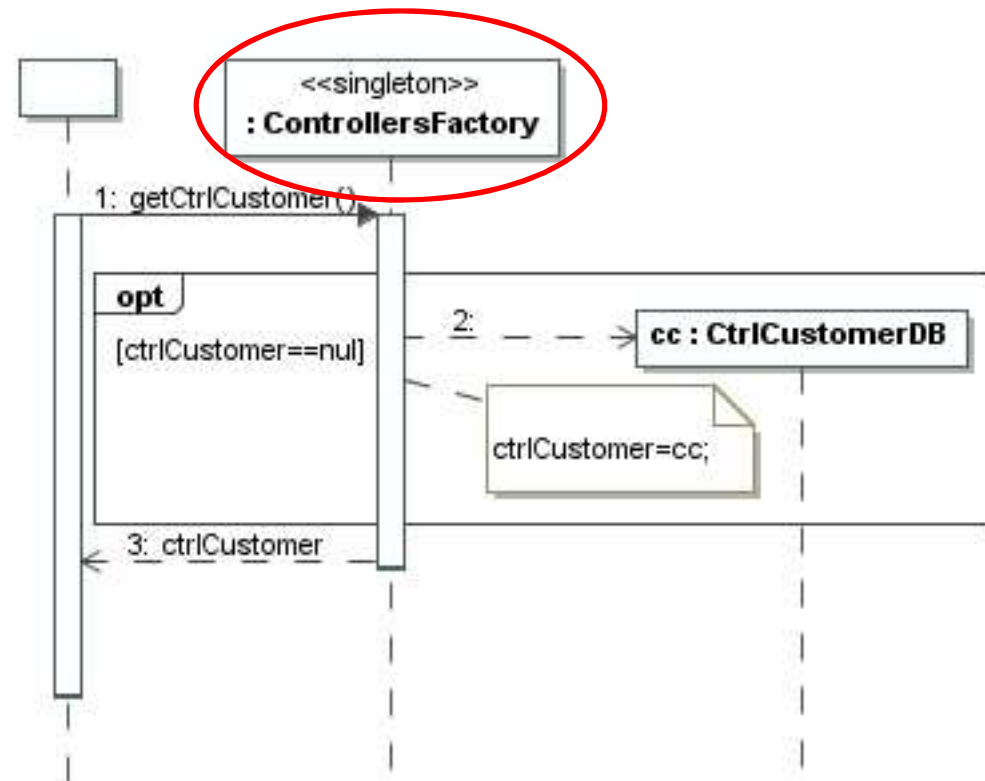 <<singleton>>
: ControllersFactory
1: getCtrlCustomer()
opt
[ctrlCustomer==nul]
2:
cc : CtrlCustomerDB
ctrlCustomer=cc;
3: ctrlCustomer